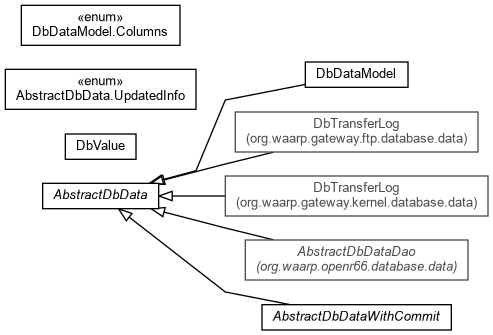 «enum»
DbDataModel.Columns
«enum»
AbstractDbData.UpdatedInfo
DbValue
AbstractDbData
DbDataModel
DbTransferLog
(org.waarp.gateway.ftp.database.data)
DbTransferLog
(org.waarp.gateway.kernel.database.data)
AbstractDbDataDao
(org.waarp.openr66.database.data)
AbstractDbDataWithCommit